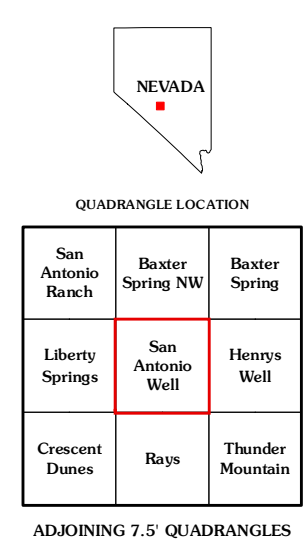 NEVADA
QUADRANGLE LOCATION
San
Antonio
Ranch
Baxter
Spring NW
Baxter
Spring
Liberty
Springs
San
Antonio
Well
Henrys
Well
Crescent
Dunes
Rays
Thunder
Mountain
ADJOINING 7.5' QUADRANGLES